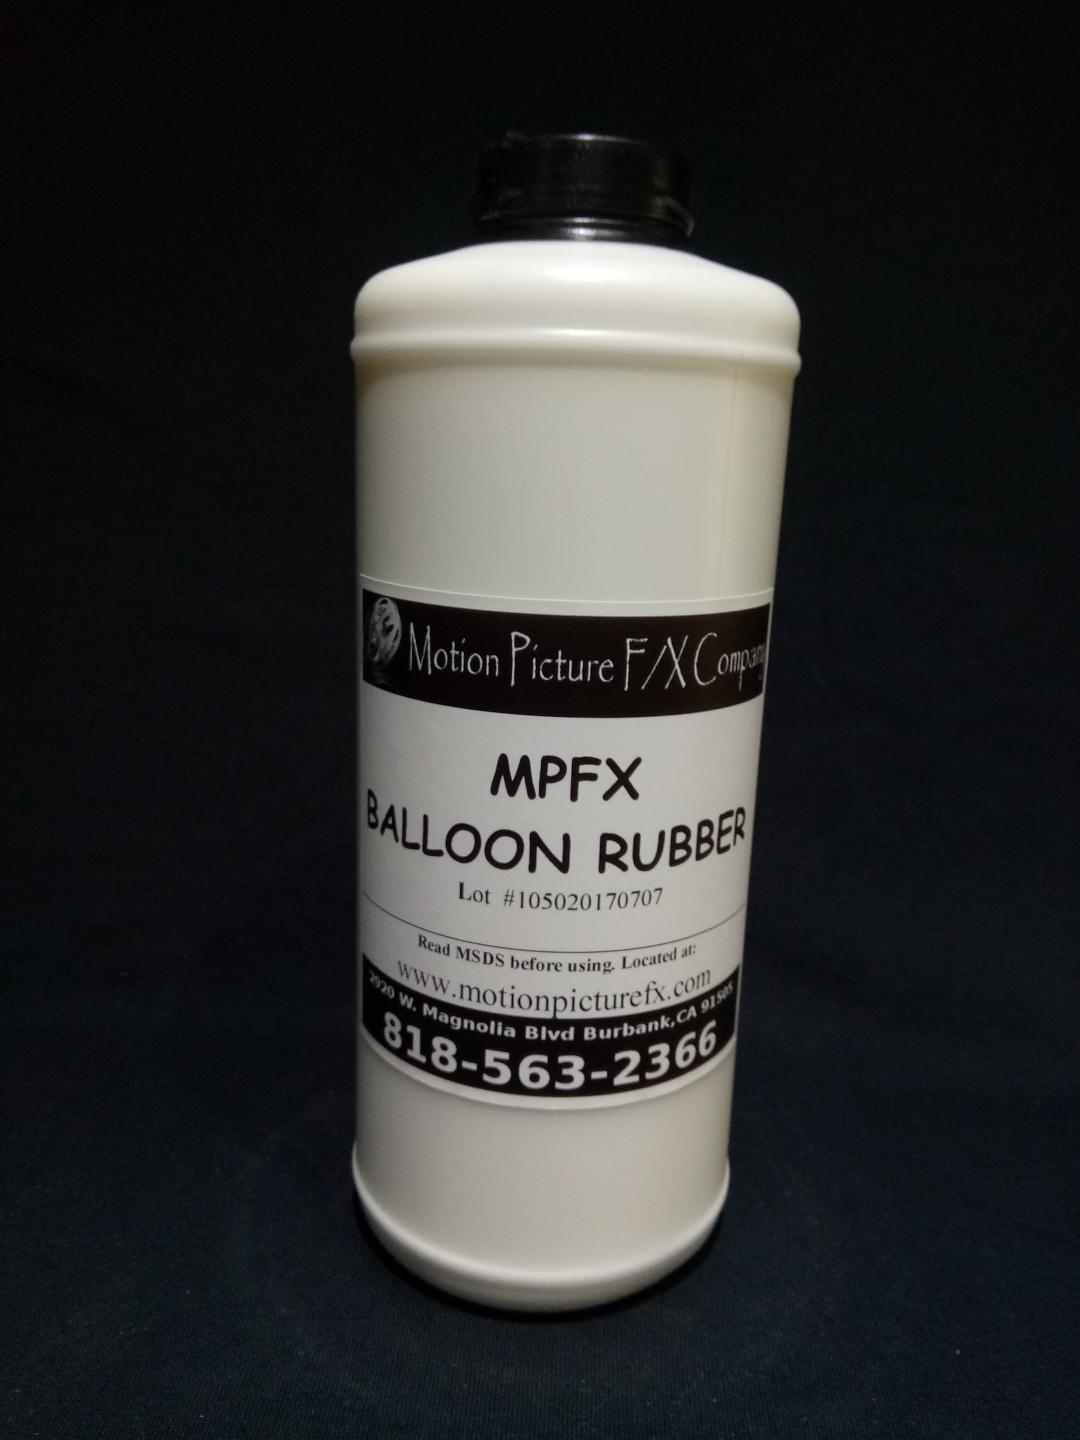 Motion Picture F/X Company
MPFX
BALLOON RUBBER
Lot #105020170707
Read MSDS before using. Located at:
www.motionpicturefx.com
2920 W. Magnolia Blvd Burbank,CA 91505
818-563-2366